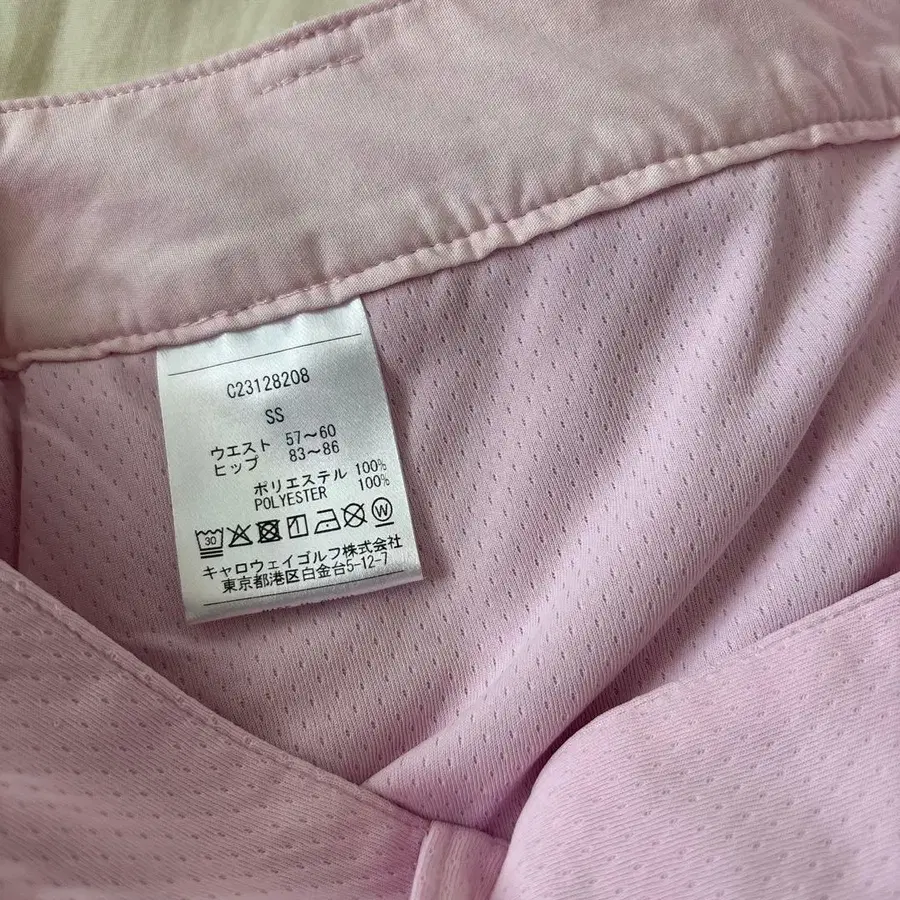 C23128208
SS
ウエスト 57～60
ヒップ 83～86
ポリエステル 100%
POLYESTER 100%
30 W
キャロウェイゴルフ株式会社
東京都港区白金台5-12-7